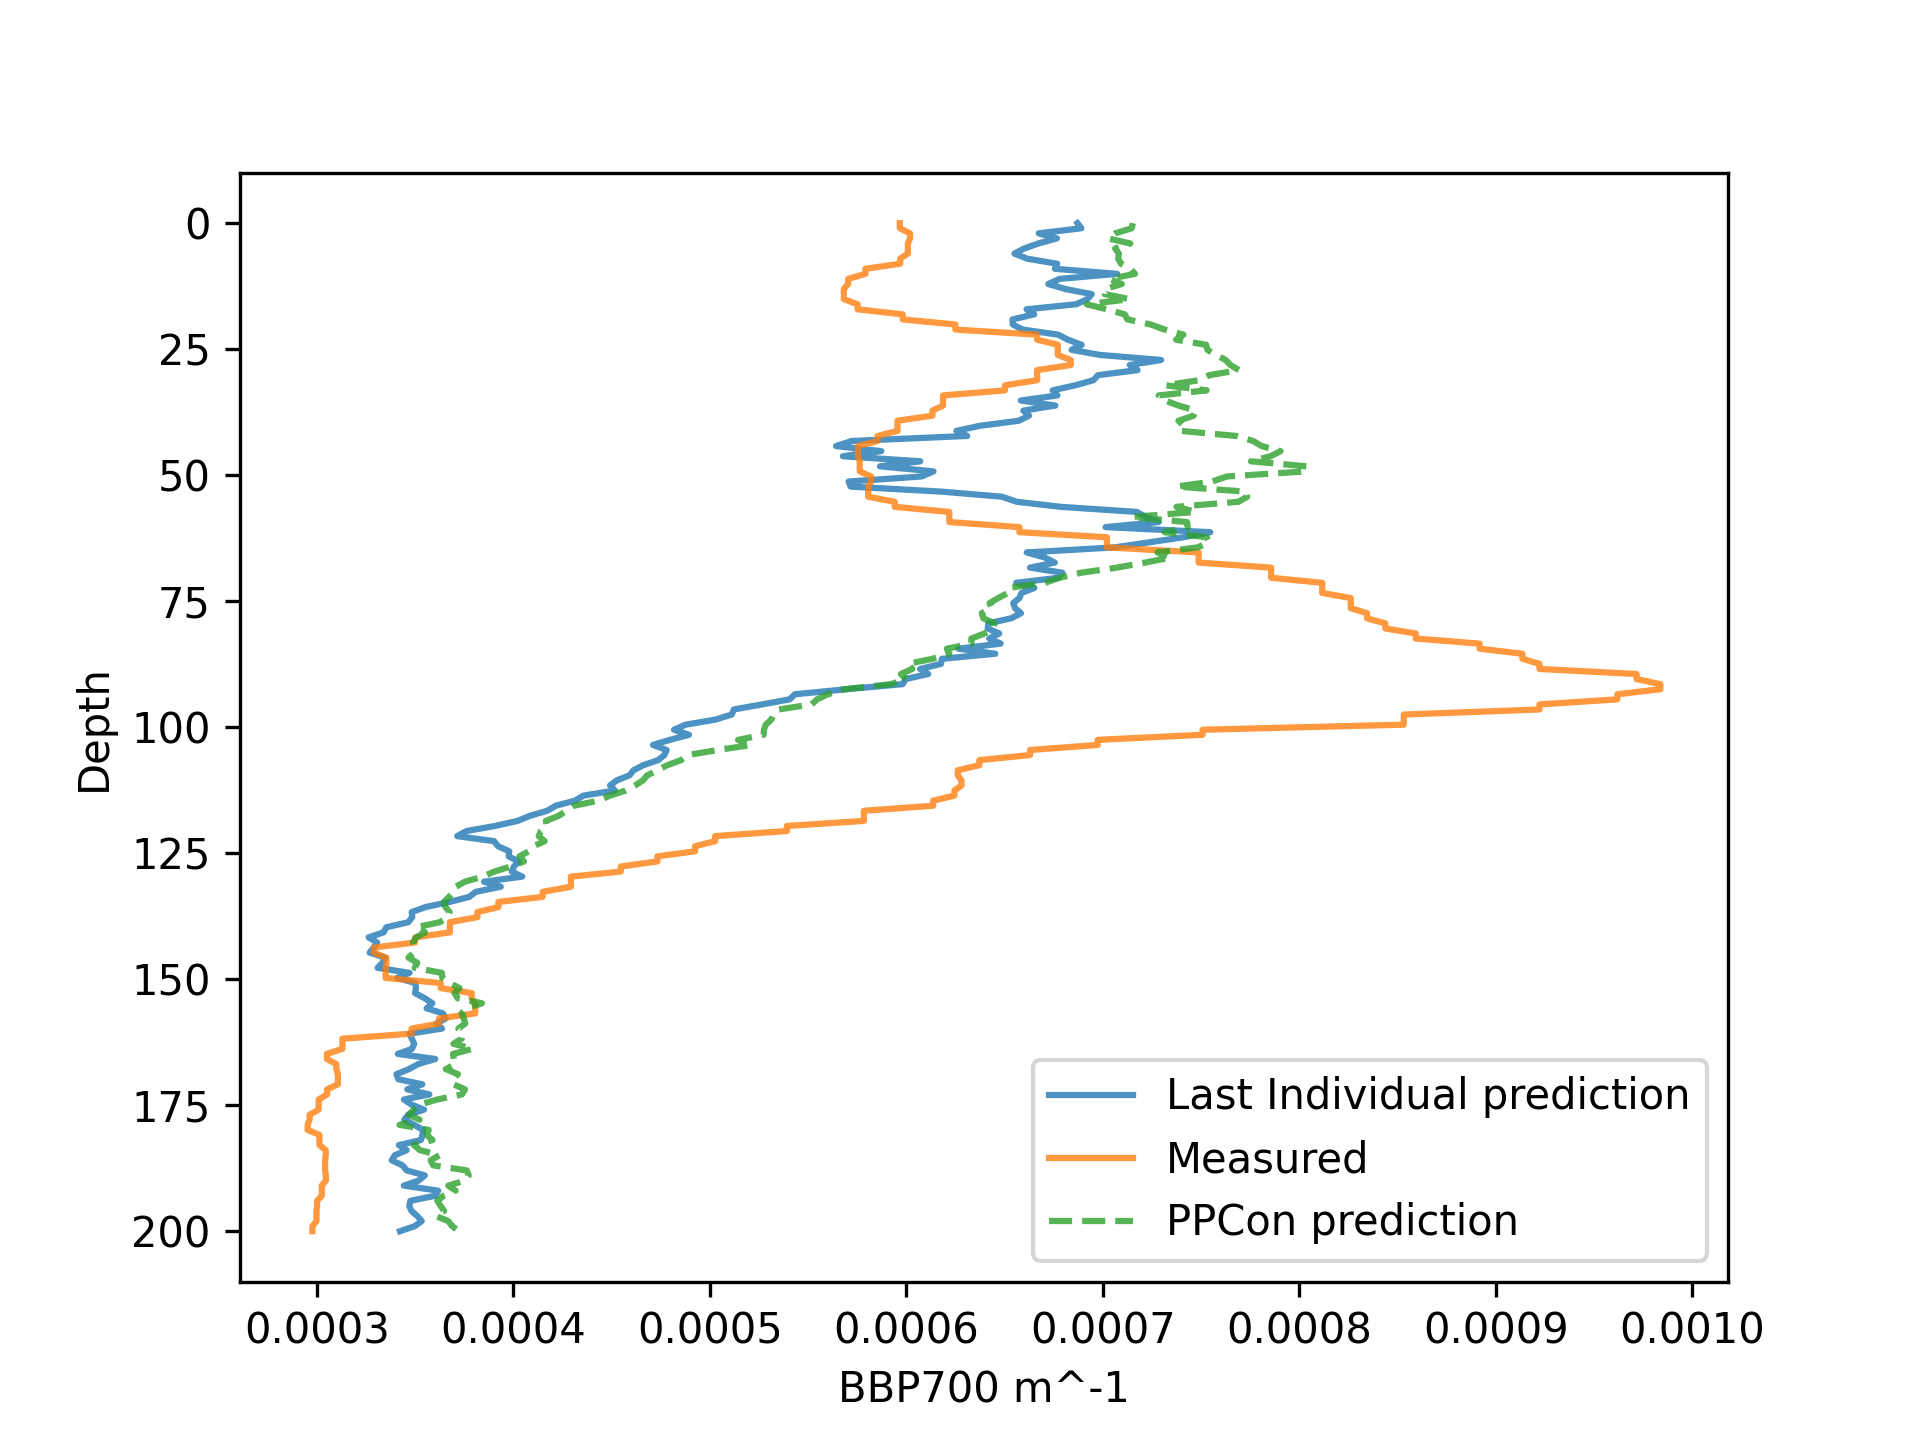 0
25
50
75
100
125
150
175
200
Depth
0.0003 0.0004 0.0005 0.0006 0.0007 0.0008 0.0009 0.0010
BBP700 m^-1
Last Individual prediction
Measured
PPCon prediction